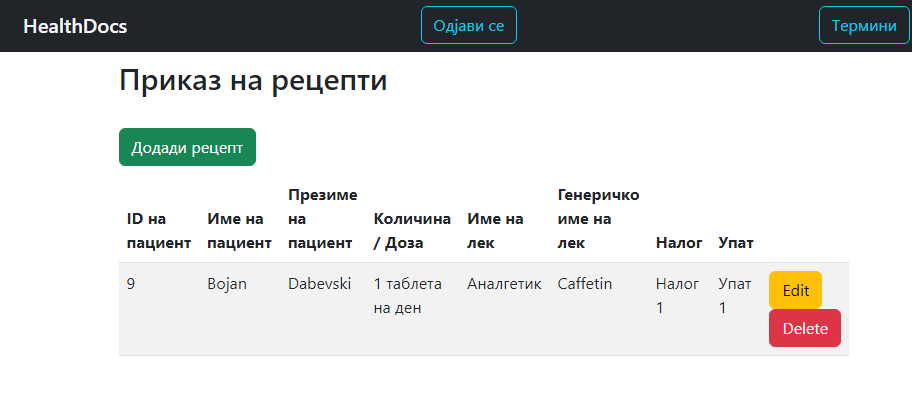 HealthDocs
Одјави се
Термини
Приказ на рецепти
Додади рецепт
ID на
пациент
Име на
пациент
Презиме
на
пациент
Количина
/ Доза
Име на
лек
Генеричко
име на
лек
Налог
Упат
9
Bojan
Dabevski
1 таблета
на ден
Аналгетик
Caffetin
Налог
1
Упат
1
Edit
Delete